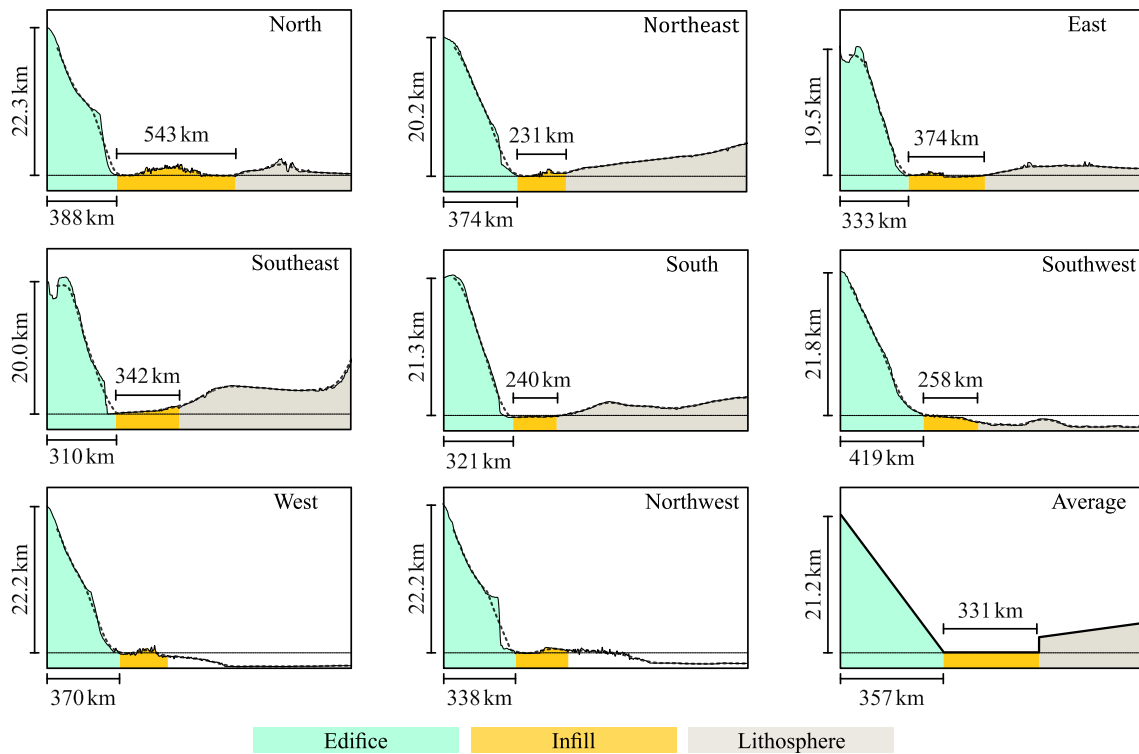 North
22.3 km
543 km
388 km
Northeast
20.2 km
231 km
374 km
East
19.5 km
374 km
333 km
Southeast
20.0 km
342 km
310 km
South
21.3 km
240 km
321 km
Southwest
21.8 km
258 km
419 km
West
22.2 km
370 km
Northwest
22.2 km
338 km
Average
21.2 km
331 km
357 km
Edifice
Infill
Lithosphere